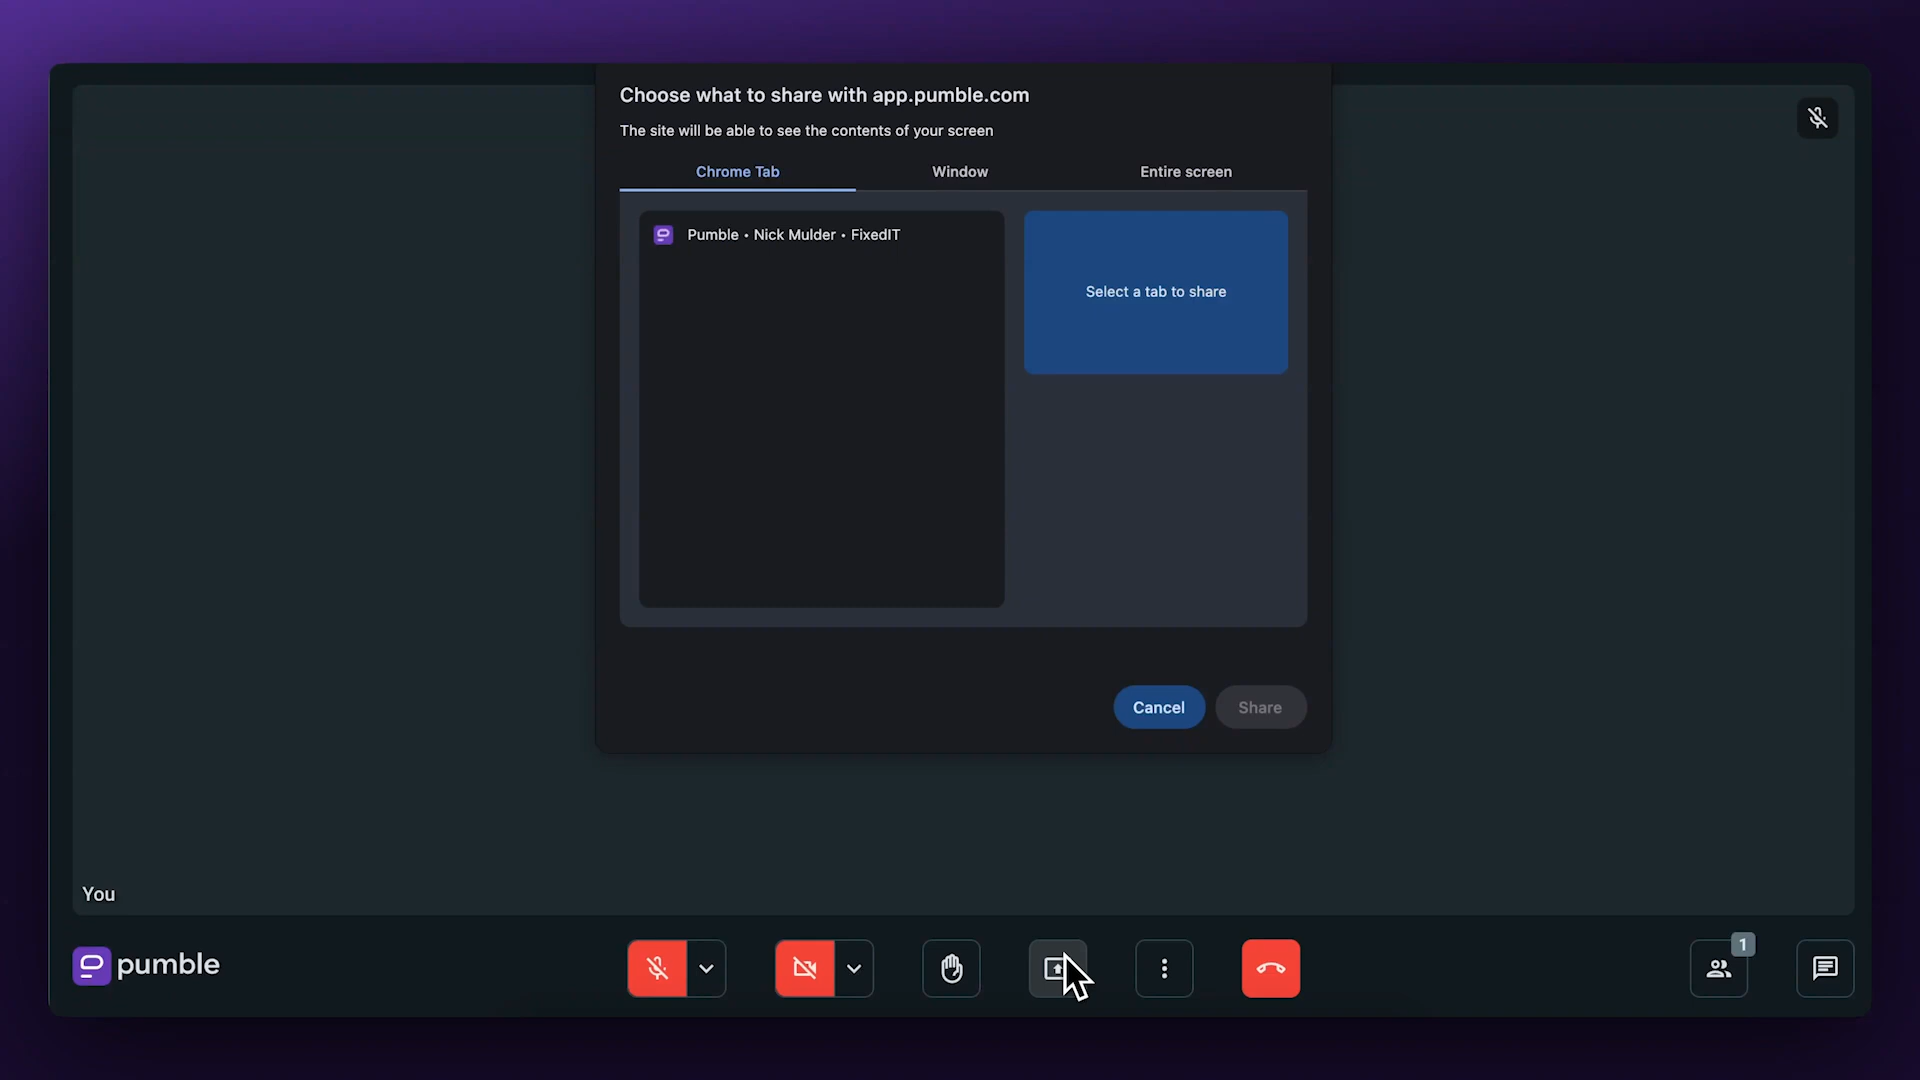 Choose what to share with app.pumble.com
The site will be able to see the contents of your screen
Chrome Tab
Window
Entire screen
Pumble • Nick Mulder • FixedIT
Select a tab to share
Cancel
Share
You
pumble
1